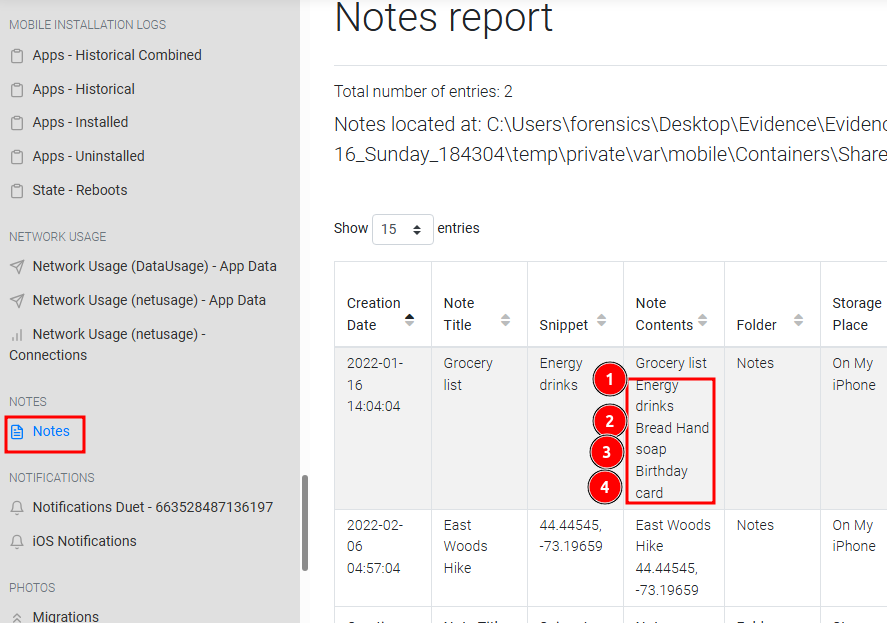 MOBILE INSTALLATION LOGS
Apps - Historical Combined
Apps - Historical
Apps - Installed
Apps - Uninstalled
State - Reboots
NETWORK USAGE
Network Usage (DataUsage) - App Data
Network Usage (netusage) - App Data
Network Usage (netusage) -
Connections
NOTES
Notes
NOTIFICATIONS
Notifications Duet - 663528487136197
iOS Notifications
PHOTOS
Migrations
Notes report
Total number of entries: 2
Notes located at: C:\Users\forensics\Desktop\Evidence\Evidenc
16_Sunday_184304\temp\private\var\mobile\Containers\Share
Show 15 entries
Creation Date
Note Title
Snippet
Note Contents
Folder
Storage Place
2022-01-
16
14:04:04
Grocery
list
Energy
drinks
1
2
3
4
Grocery list
Energy
drinks
Bread Hand
soap
Birthday
card
Notes
On My
iPhone
2022-02-
06
04:57:04
East
Woods
Hike
44.44545,
-73.19659
East Woods
Hike
44.44545,
-73.19659
Notes
On My
iPhone